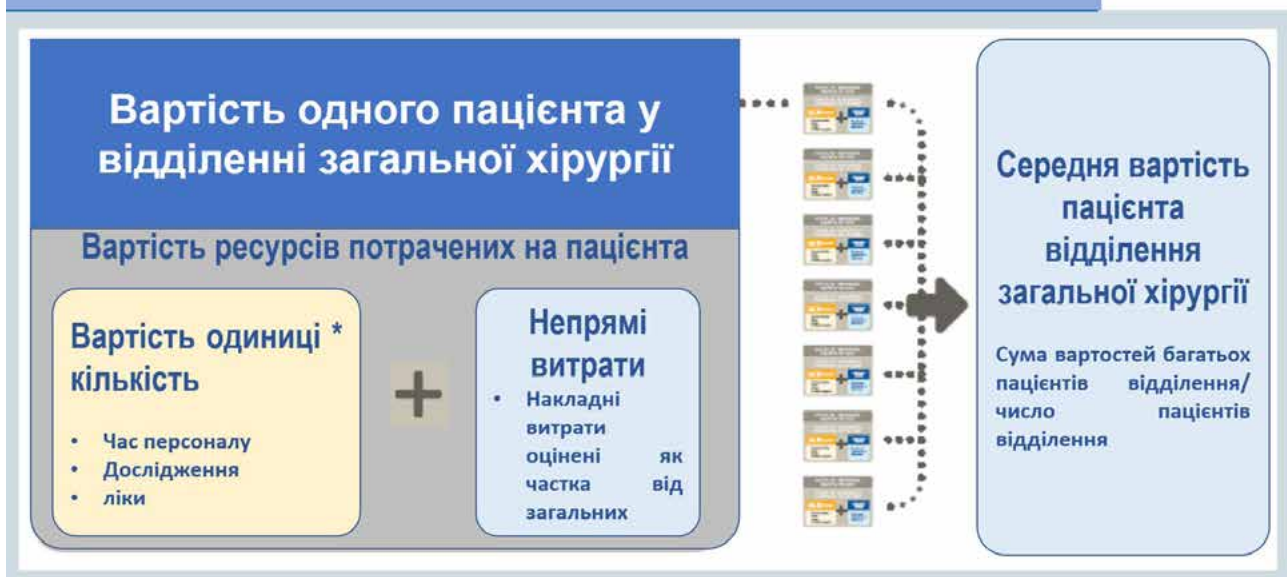 Вартість одного пацієнта у
відділенні загальної хірургії
Вартість ресурсів потрачених на пацієнта
Вартість одиниці *
кількість
• Час персоналу
• Дослідження
• ліки
+
Непрямі
витрати
• Накладні
витрати
оцінені як
частка від
загальних
Середня вартість
пацієнта
відділення
загальної хірургії
Сума вартостей багатьох
пацієнтів відділення/
число пацієнтів
відділення